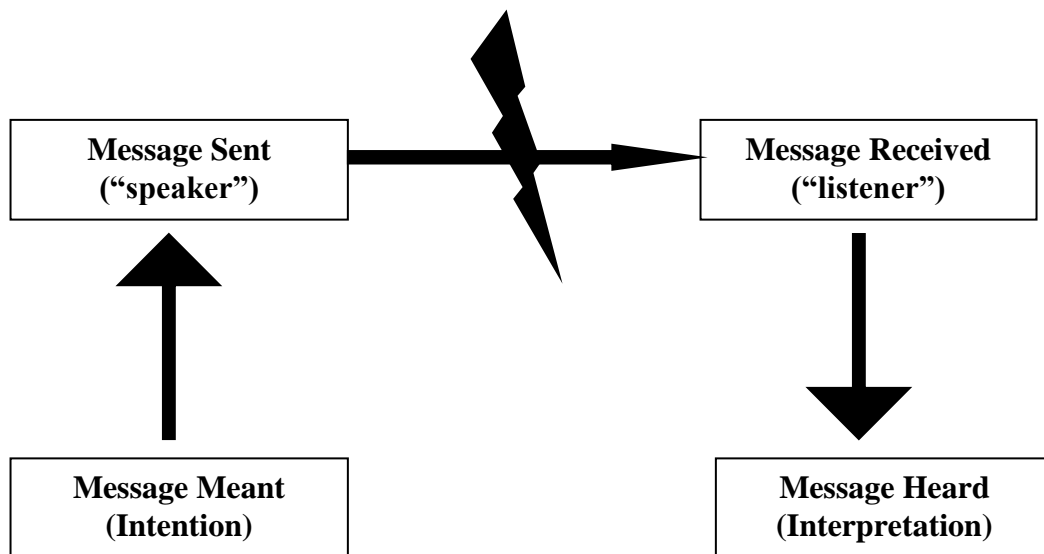 Message Sent
(“speaker”)
Message Received
(“listener”)
Message Meant
(Intention)
Message Heard
(Interpretation)